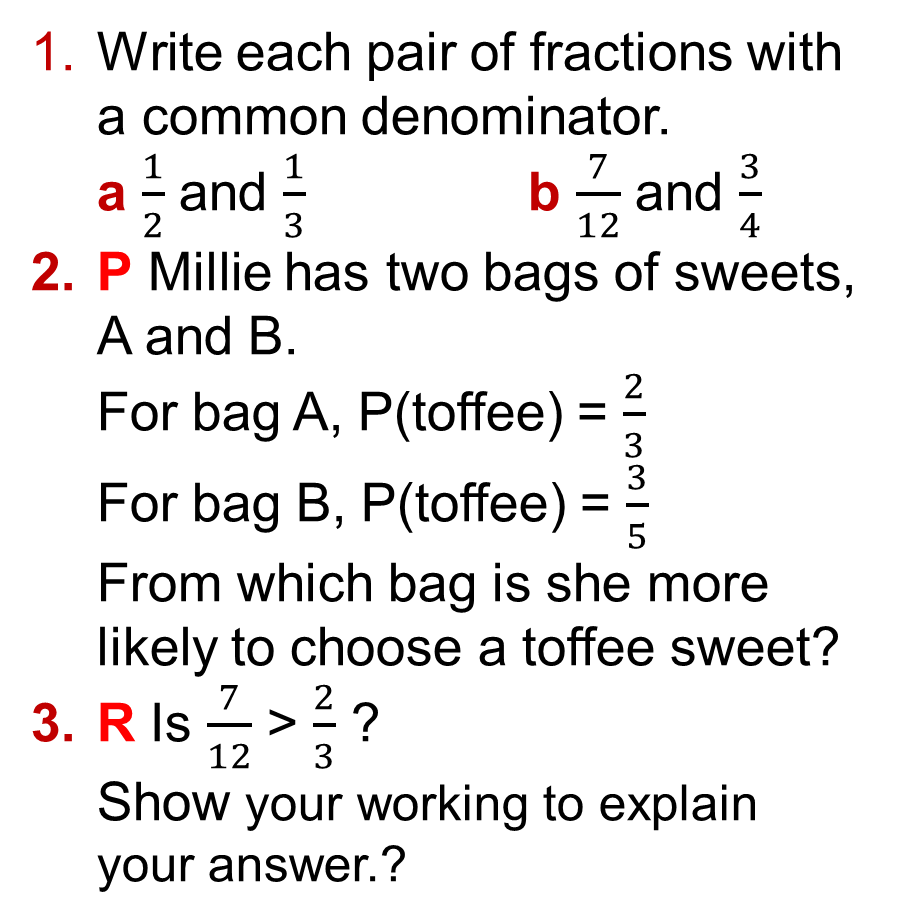 1. Write each pair of fractions with
a common denominator.
a 1/2 and 1/3 b 7/12 and 3/4
2. P Millie has two bags of sweets,
A and B.
For bag A, P(toffee) = 2/3
For bag B, P(toffee) = 3/5
From which bag is she more
likely to choose a toffee sweet?
3. R Is 7/12 > 2/3 ?
Show your working to explain
your answer.?